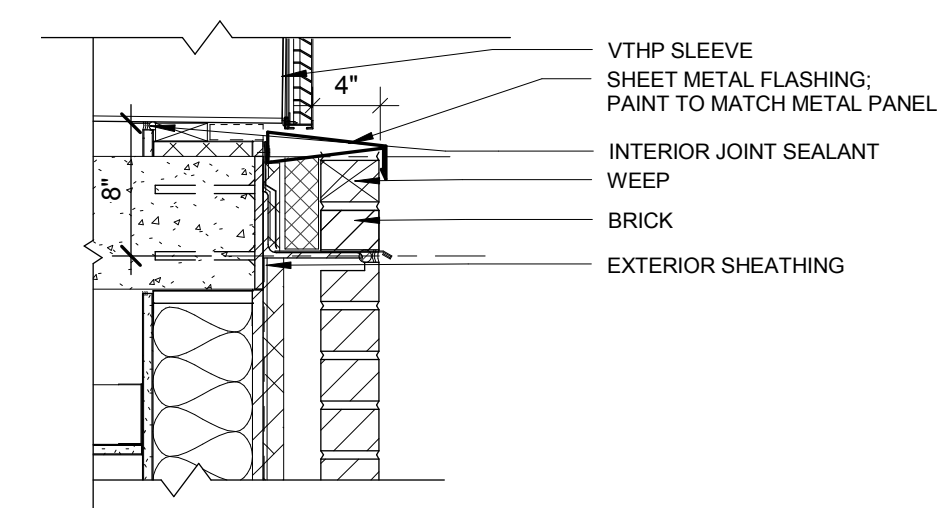 VTHP SLEEVE
4"
SHEET METAL FLASHING;
PAINT TO MATCH METAL PANEL
INTERIOR JOINT SEALANT
WEEP
8"
BRICK
EXTERIOR SHEATHING